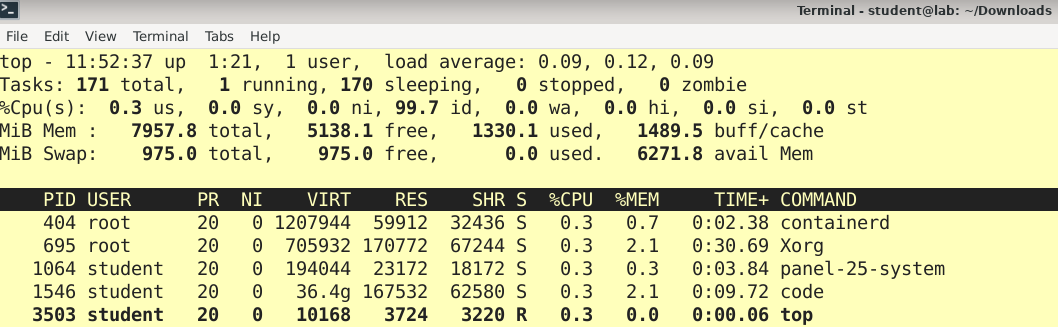 Terminal - student@lab: ~/Downloads
File Edit View Terminal Tabs Help
top - 11:52:37 up  1:21,  1 user,  load average: 0.09, 0.12, 0.09
Tasks: 171 total,   1 running, 170 sleeping,   0 stopped,   0 zombie
%Cpu(s):  0.3 us,  0.0 sy,  0.0 ni, 99.7 id,  0.0 wa,  0.0 hi,  0.0 si,  0.0 st
MiB Mem :   7957.8 total,   5138.1 free,   1330.1 used,   1489.5 buff/cache
MiB Swap:    975.0 total,    975.0 free,      0.0 used.   6271.8 avail Mem
PID USER      PR  NI    VIRT    RES    SHR S  %CPU  %MEM     TIME+ COMMAND
404 root      20   0 1207944  59912  32436 S   0.3   0.7   0:02.38 containerd
695 root      20   0  705932 170772  67244 S   0.3   2.1   0:30.69 Xorg
1064 student   20   0  194044  23172  18172 S   0.3   0.3   0:03.84 panel-25-system
1546 student   20   0   36.4g 167532  62580 S   0.3   2.1   0:09.72 code
3503 student   20   0   10168   3724   3220 R   0.3   0.0   0:00.06 top